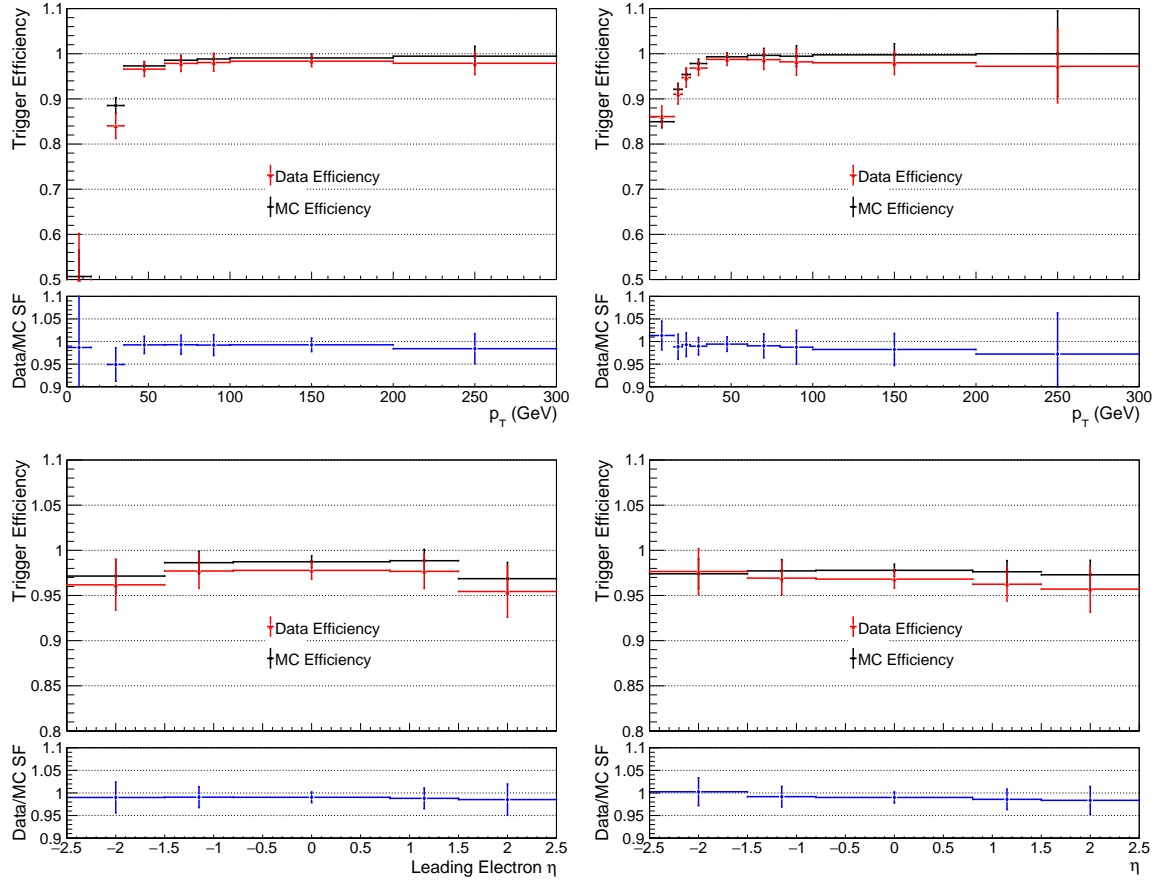 Trigger Efficiency
1.1
1
0.9
0.8
0.7
0.6
0.5
Data Efficiency
MC Efficiency
Data/MC SF
1.1
1.05
1
0.95
0.9
0 50 100 150 200 250 300
p_T (GeV)
Trigger Efficiency
1.1
1
0.9
0.8
0.7
0.6
0.5
Data Efficiency
MC Efficiency
Data/MC SF
1.1
1.05
1
0.95
0.9
0 50 100 150 200 250 300
p_T (GeV)
Trigger Efficiency
1.1
1.05
1
0.95
0.9
0.85
0.8
Data Efficiency
MC Efficiency
Data/MC SF
1.1
1.05
1
0.95
0.9
−2.5 −2 −1.5 −1 −0.5 0 0.5 1 1.5 2 2.5
Leading Electron η
Trigger Efficiency
1.1
1.05
1
0.95
0.9
0.85
0.8
Data Efficiency
MC Efficiency
Data/MC SF
1.1
1.05
1
0.95
0.9
−2.5 −2 −1.5 −1 −0.5 0 0.5 1 1.5 2 2.5
η